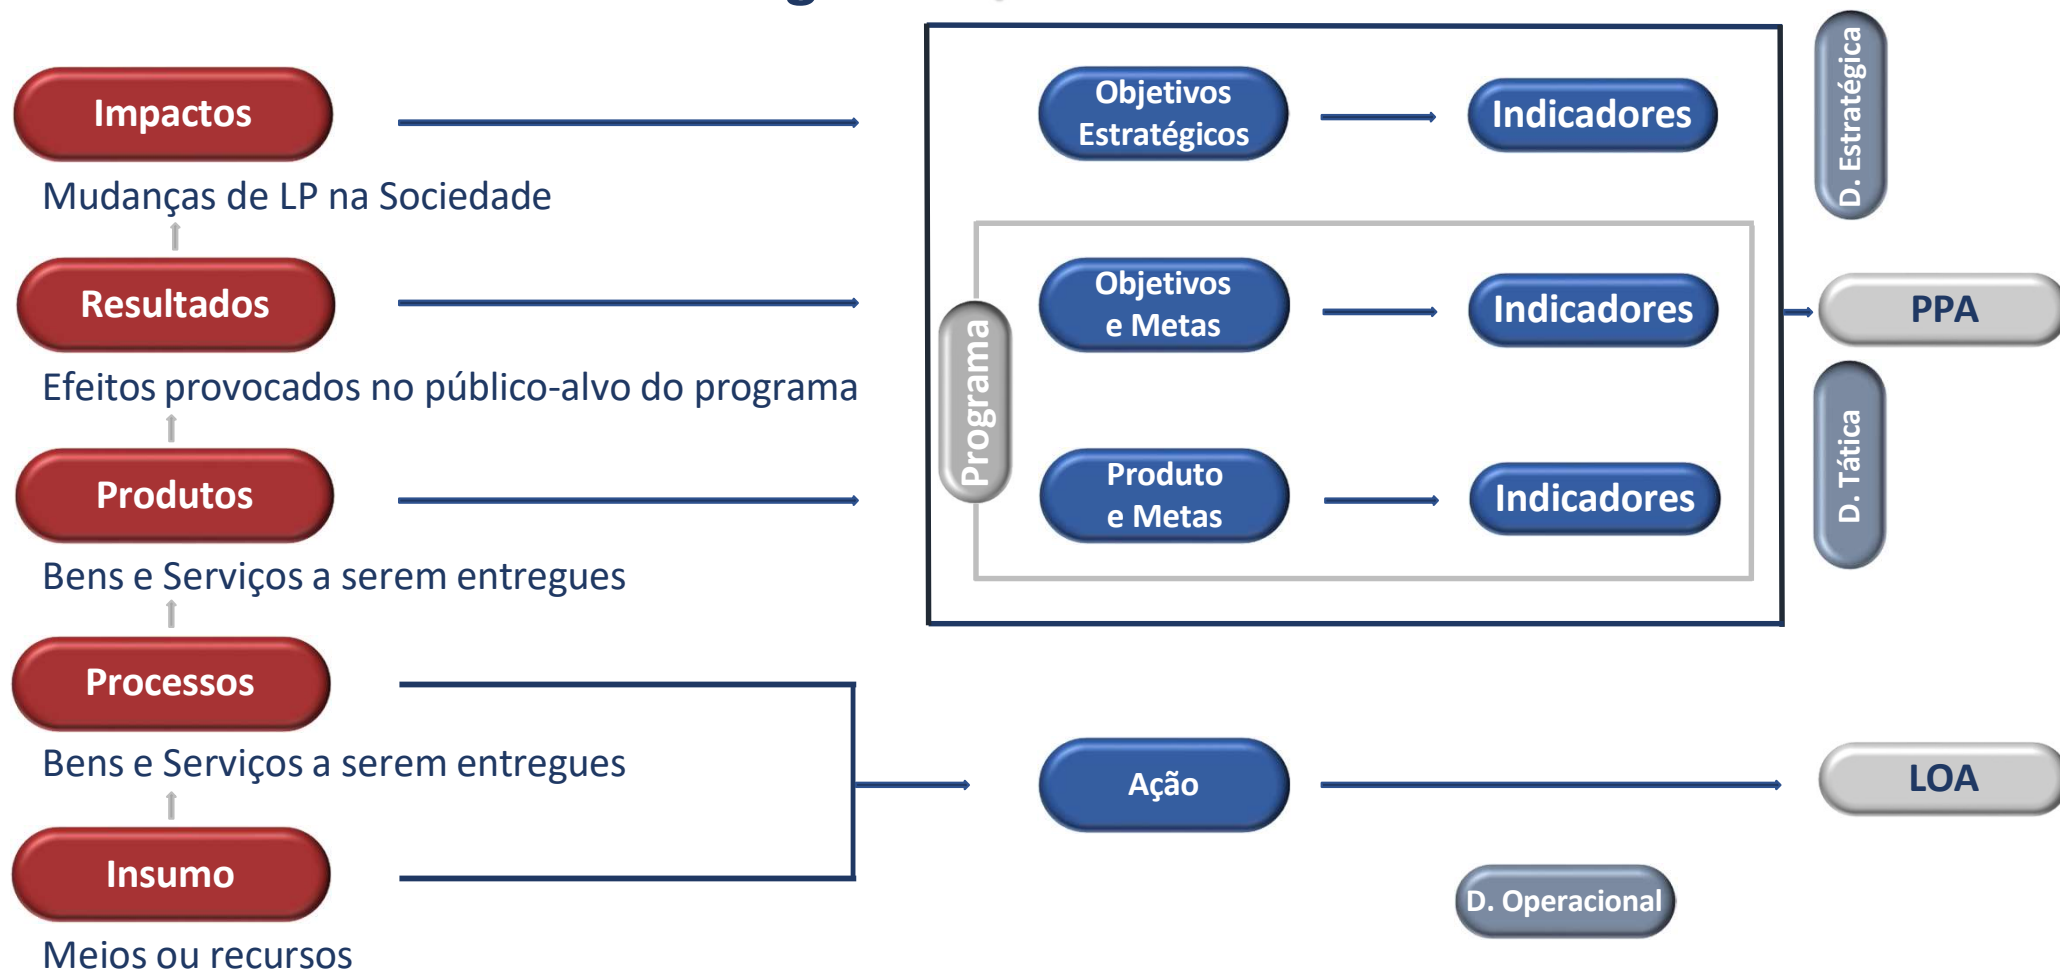 Impactos
Mudanças de LP na Sociedade
Resultados
Efeitos provocados no público-alvo do programa
Produtos
Bens e Serviços a serem entregues
Processos
Bens e Serviços a serem entregues
Insumo
Meios ou recursos
Objetivos
Estratégicos
Indicadores
Programa
Objetivos
e Metas
Indicadores
Produto
e Metas
Indicadores
D. Estratégica
PPA
D. Tática
Ação
LOA
D. Operacional